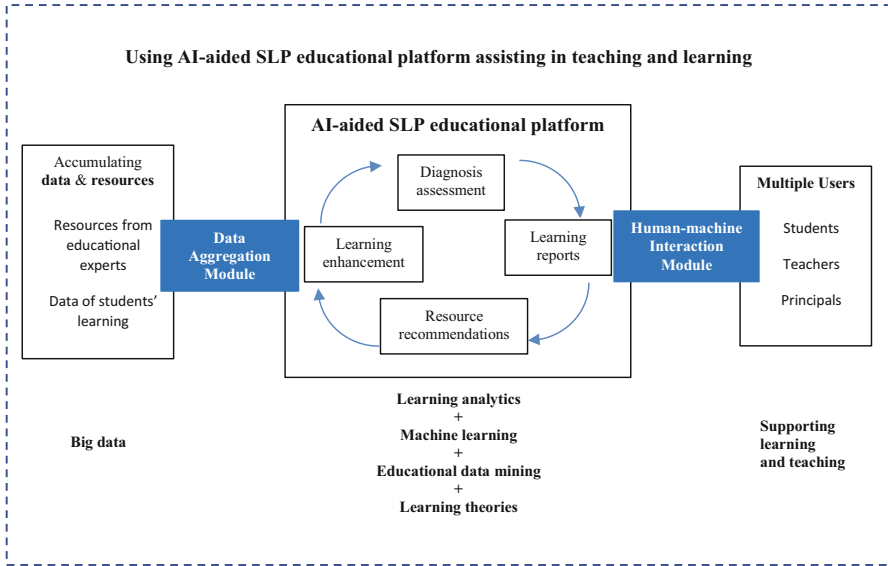 Using AI-aided SLP educational platform assisting in teaching and learning
Accumulating
data & resources
Resources from
educational
experts
Data of students’
learning
Data
Aggregation
Module
AI-aided SLP educational platform
Diagnosis
assessment
Learning
reports
Resource
recommendations
Learning
enhancement
Human-machine
Interaction
Module
Multiple Users
Students
Teachers
Principals
Big data
Learning analytics
+
Machine learning
+
Educational data mining
+
Learning theories
Supporting
learning
and teaching